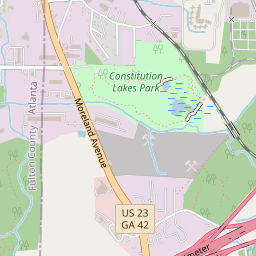 Constitution
Lakes Park
Moreland Avenue
Atlanta
Fulton County
US 23
GA 42